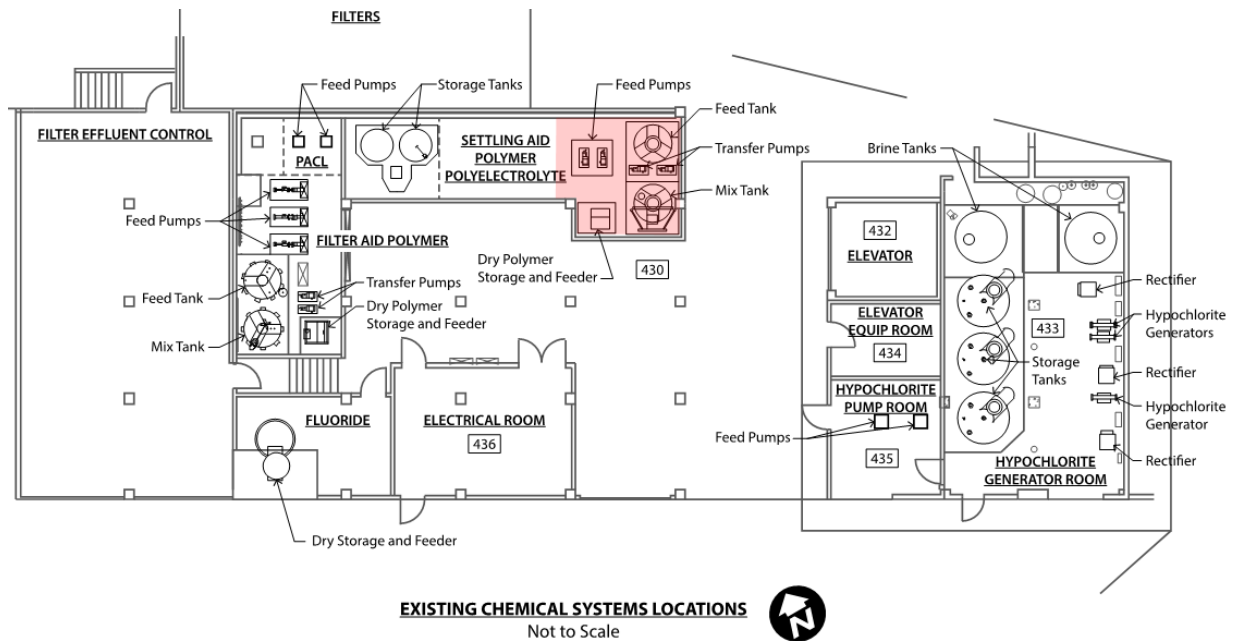 FILTERS
Feed Pumps
Storage Tanks
Feed Pumps
Feed Tank
FILTER EFFLUENT CONTROL
PACL
SETTLING AID
POLYMER
POLYELECTROLYTE
Transfer Pumps
Brine Tanks
Mix Tank
Feed Pumps
FILTER AID POLYMER
432
ELEVATOR
Dry Polymer
Storage and Feeder
430
Feed Tank
Transfer Pumps
Dry Polymer
Storage and Feeder
Mix Tank
ELEVATOR
EQUIP ROOM
434
433
Rectifier
Hypochlorite
Generators
Storage
Tanks
Rectifier
HYPOCHLORITE
PUMP ROOM
Feed Pumps
435
Hypochlorite
Generator
Rectifier
HYPOCHLORITE
GENERATOR ROOM
FLUORIDE
ELECTRICAL ROOM
436
Dry Storage and Feeder
EXISTING CHEMICAL SYSTEMS LOCATIONS
Not to Scale
N